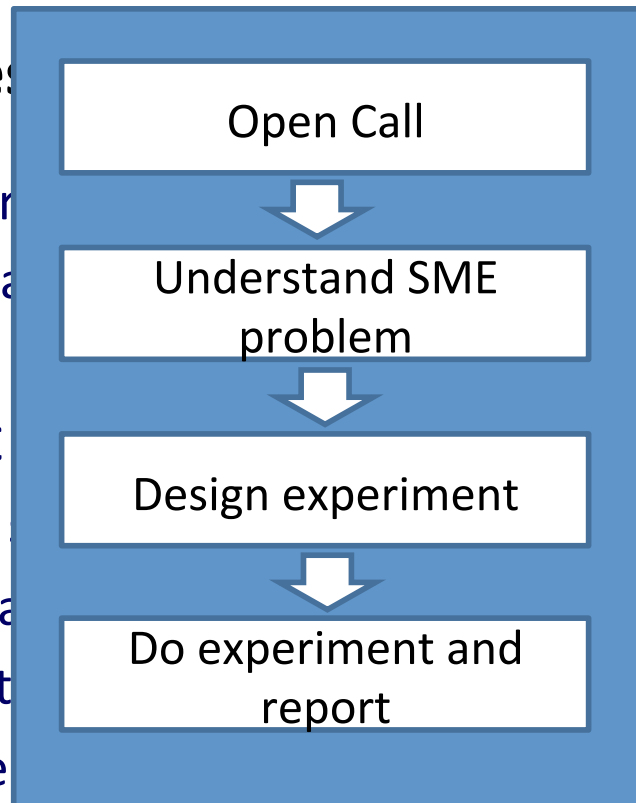 Open Call
Understand SME
problem
Design experiment
Do experiment and
report